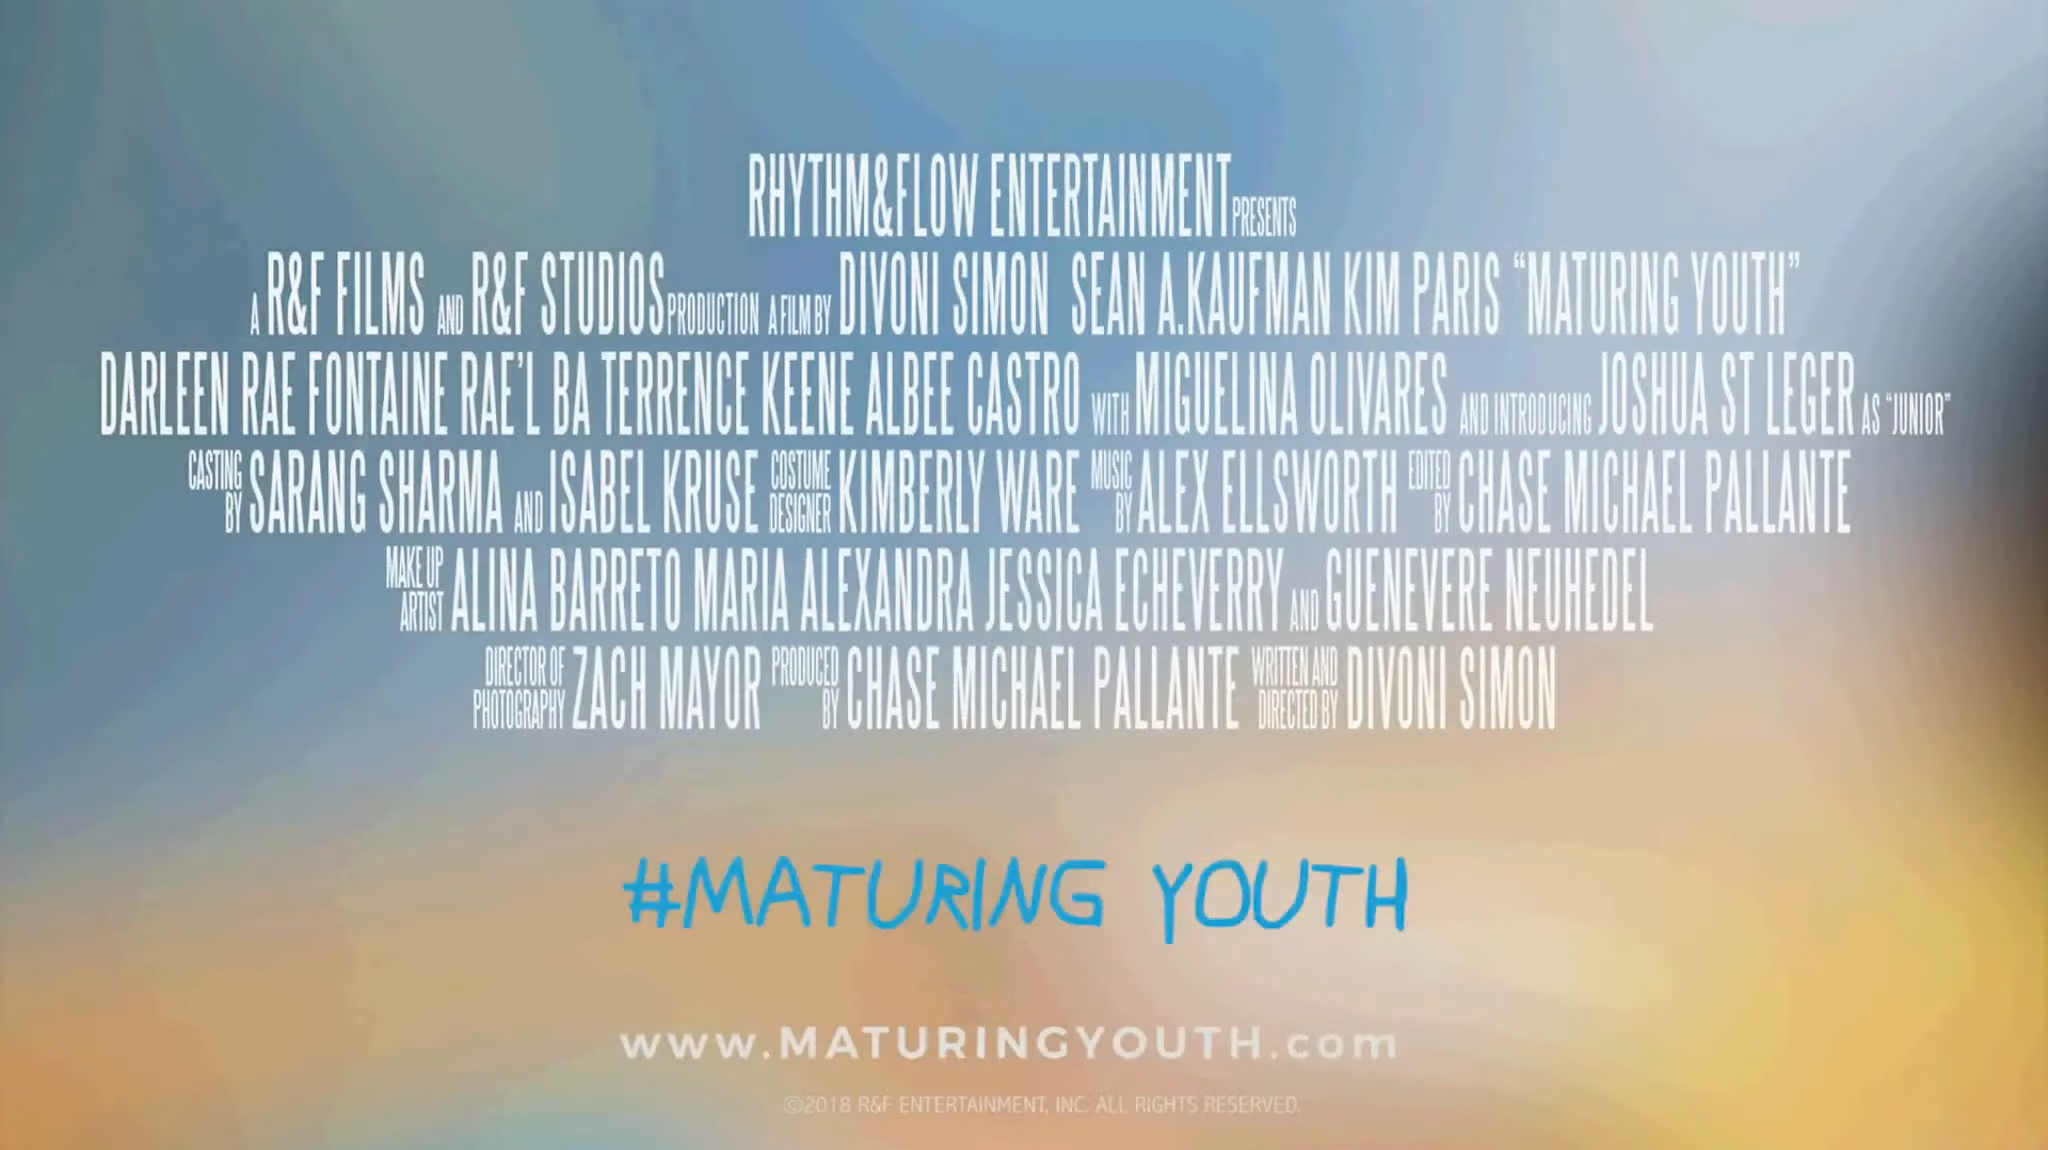 RHYTHM&FLOW ENTERTAINMENT PRESENTS
A R&F FILMS AND R&F STUDIOS PRODUCTION A FILM BY DIVONI SIMON SEAN A.KAUFMAN KIM PARIS “MATURING YOUTH”
DARLEEN RAE FONTAINE RAE’L BA TERRENCE KEENE ALBEE CASTRO WITH MIGUELINA OLIVARES AND INTRODUCING JOSHUA ST LEGER AS “JUNIOR”
CASTING BY SARANG SHARMA AND ISABEL KRUSE COSTUME DESIGNER KIMBERLY WARE MUSIC BY ALEX ELLSWORTH EDITED BY CHASE MICHAEL PALLANTE
MAKE UP ARTIST ALINA BARRETO MARIA ALEXANDRA JESSICA ECHEVERRY AND GUENEVERE NEUHEDEL
DIRECTOR OF PHOTOGRAPHY ZACH MAYOR PRODUCED BY CHASE MICHAEL PALLANTE WRITTEN AND DIRECTED BY DIVONI SIMON
#MATURING YOUTH
www.MATURINGYOUTH.com
©2018 R&F ENTERTAINMENT, INC. ALL RIGHTS RESERVED.